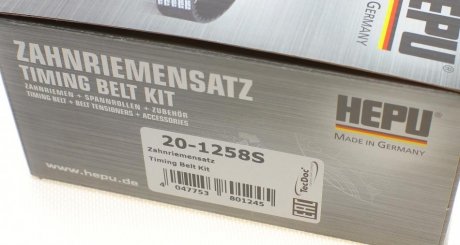 HEPU
GERMANY
ZAHNRIEMENSATZ
TIMING BELT KIT
ZAHNRIEMEN + SPANNROLLEN + ZUBEHÖR
TIMING BELT + BELT TENSIONERS + ACCESSORIES
HEPU
MADE IN GERMANY
20-1258S
Zahnriemensatz
Timing Belt Kit
4 047753 801245
EAC
TecDoc
www.hepu.de